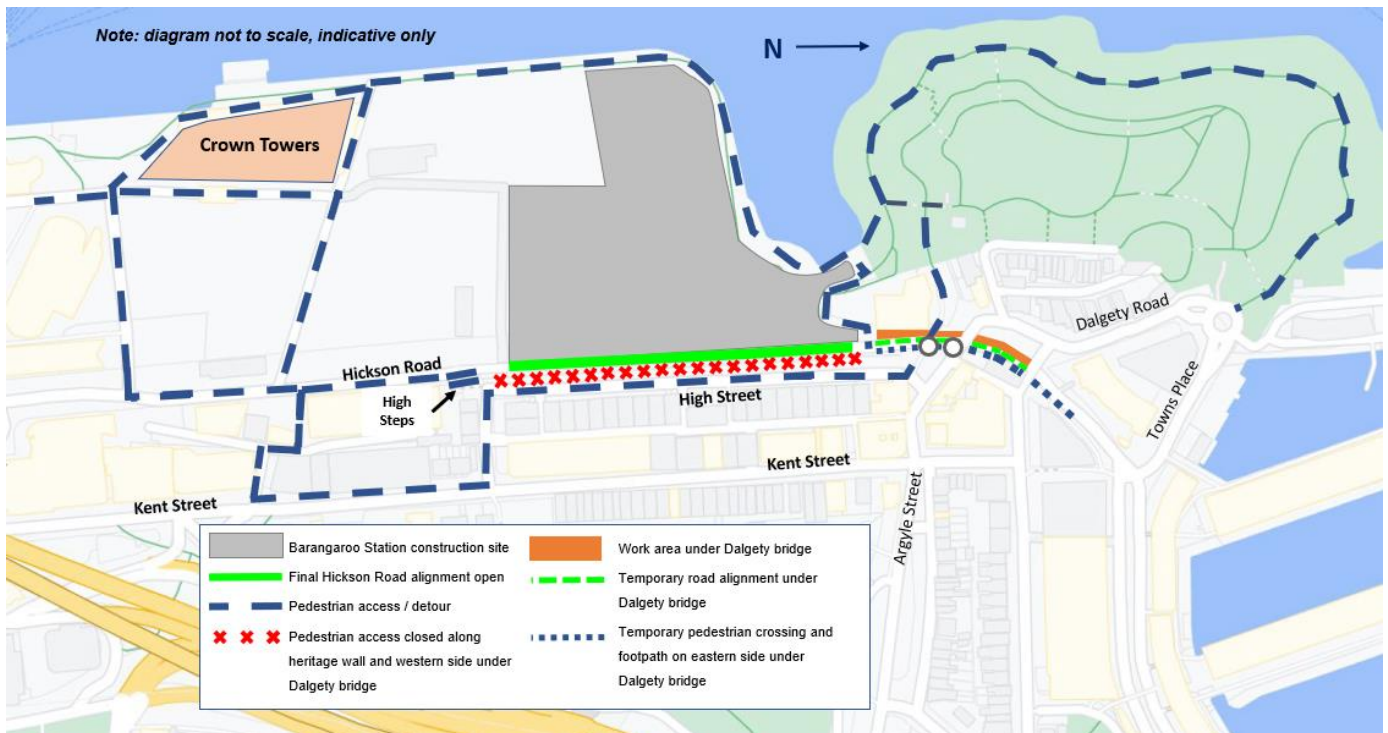 Note: diagram not to scale, indicative only
N
Crown Towers
Dalgety Road
Hickson Road
High
Steps
High Street
Towns Place
Kent Street
Kent Street
Argyle Street
Barangaroo Station construction site
Final Hickson Road alignment open
Pedestrian access / detour
Pedestrian access closed along
heritage wall and western side under
Dalgety bridge
Work area under Dalgety bridge
Temporary road alignment under
Dalgety bridge
Temporary pedestrian crossing and
footpath on eastern side under
Dalgety bridge